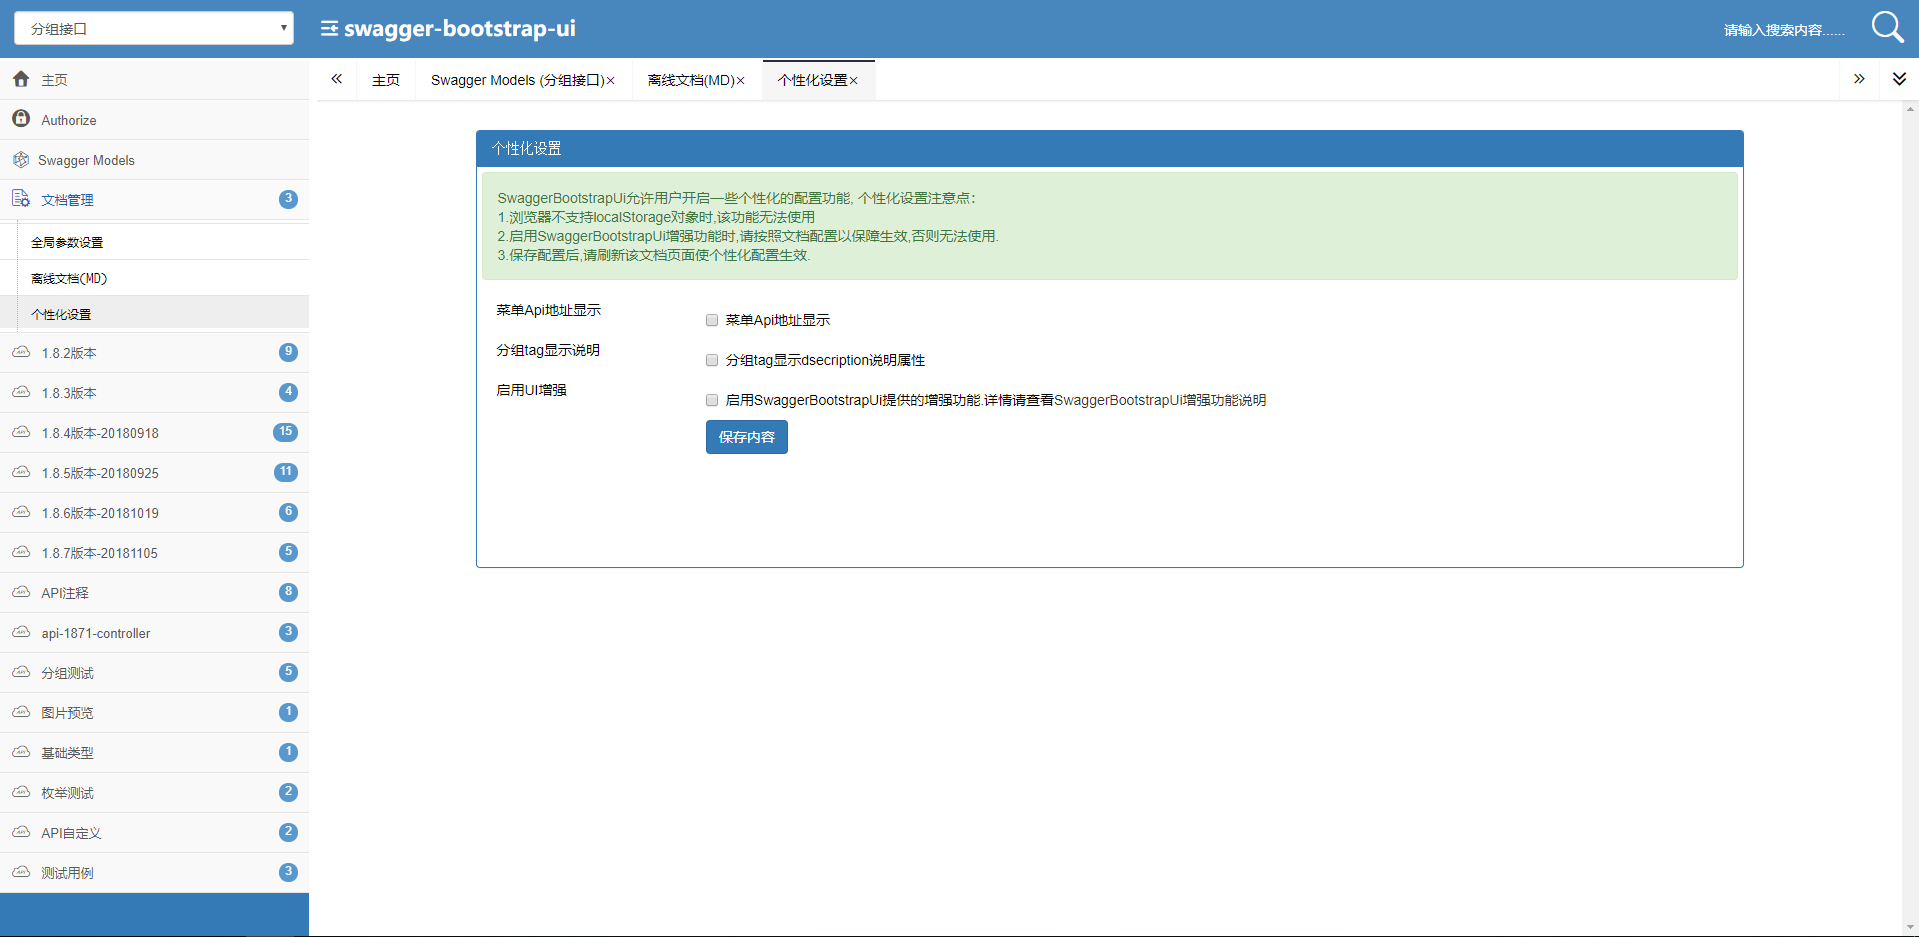 分组接口
swagger-bootstrap-ui
请输入搜索内容......
主页
Swagger Models (分组接口)×
离线文档(MD)×
个性化设置×
主页
Authorize
Swagger Models
文档管理 3
全局参数设置
离线文档(MD)
个性化设置
1.8.2版本 9
1.8.3版本 4
1.8.4版本-20180918 15
1.8.5版本-20180925 11
1.8.6版本-20181019 6
1.8.7版本-20181105 5
API注释 8
api-1871-controller 3
分组测试 5
图片预览 1
基础类型 1
枚举测试 2
API自定义 2
测试用例 3
个性化设置
SwaggerBootstrapUi允许用户开启一些个性化的配置功能, 个性化设置注意点：
1.浏览器不支持localStorage对象时,该功能无法使用
2.启用SwaggerBootstrapUi增强功能时,请按照文档配置以保障生效,否则无法使用.
3.保存配置后,请刷新该文档页面使个性化配置生效.
菜单Api地址显示
菜单Api地址显示
分组tag显示说明
分组tag显示dsecription说明属性
启用UI增强
启用SwaggerBootstrapUi提供的增强功能.详情请查看SwaggerBootstrapUi增强功能说明
保存内容